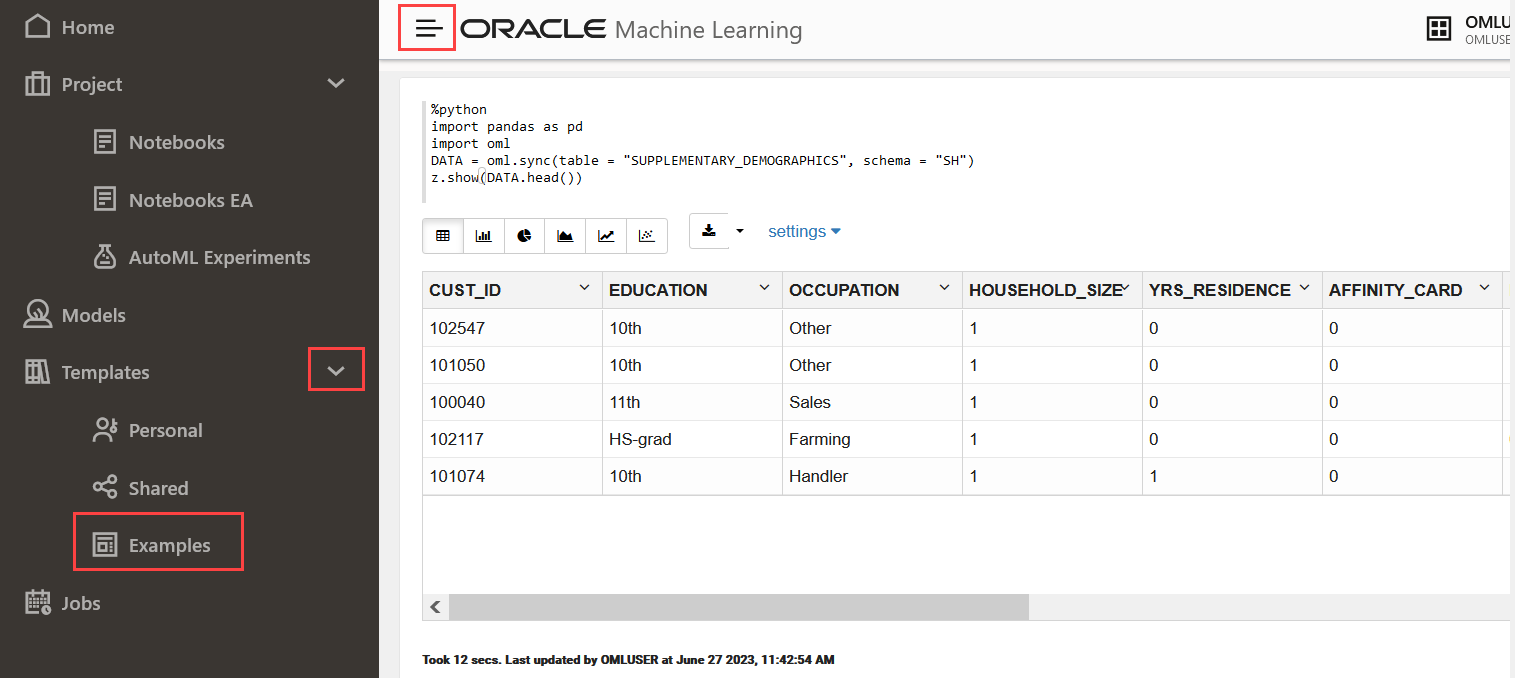 Home
Project
Notebooks
Notebooks EA
AutoML Experiments
Models
Templates
Personal
Shared
Examples
Jobs
ORACLE Machine Learning
OMLU
OMLUSE
%python
import pandas as pd
import oml
DATA = oml.sync(table = "SUPPLEMENTARY_DEMOGRAPHICS", schema = "SH")
z.show(DATA.head())
settings
CUST_ID EDUCATION OCCUPATION HOUSEHOLD_SIZE YRS_RESIDENCE AFFINITY_CARD
102547 10th Other 1 0 0
101050 10th Other 1 0 0
100040 11th Sales 1 0 0
102117 HS-grad Farming 1 0 0
101074 10th Handler 1 1 0
Took 12 secs. Last updated by OMLUSER at June 27 2023, 11:42:54 AM